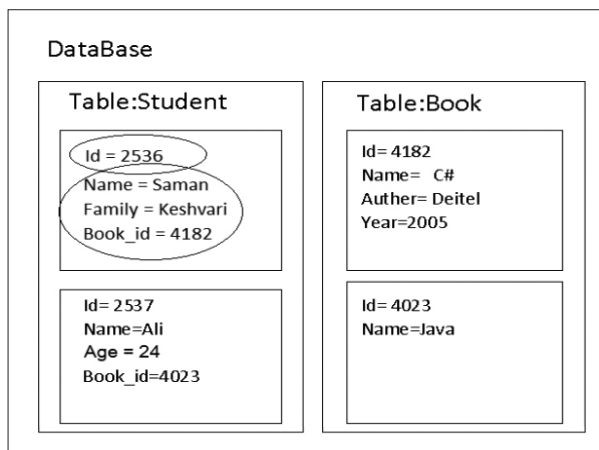 DataBase
Table:Student
Id = 2536
Name = Saman
Family = Keshvari
Book_id = 4182
Id= 2537
Name=Ali
Age = 24
Book_id=4023
Table:Book
Id= 4182
Name= C#
Auther= Deitel
Year=2005
Id= 4023
Name=Java